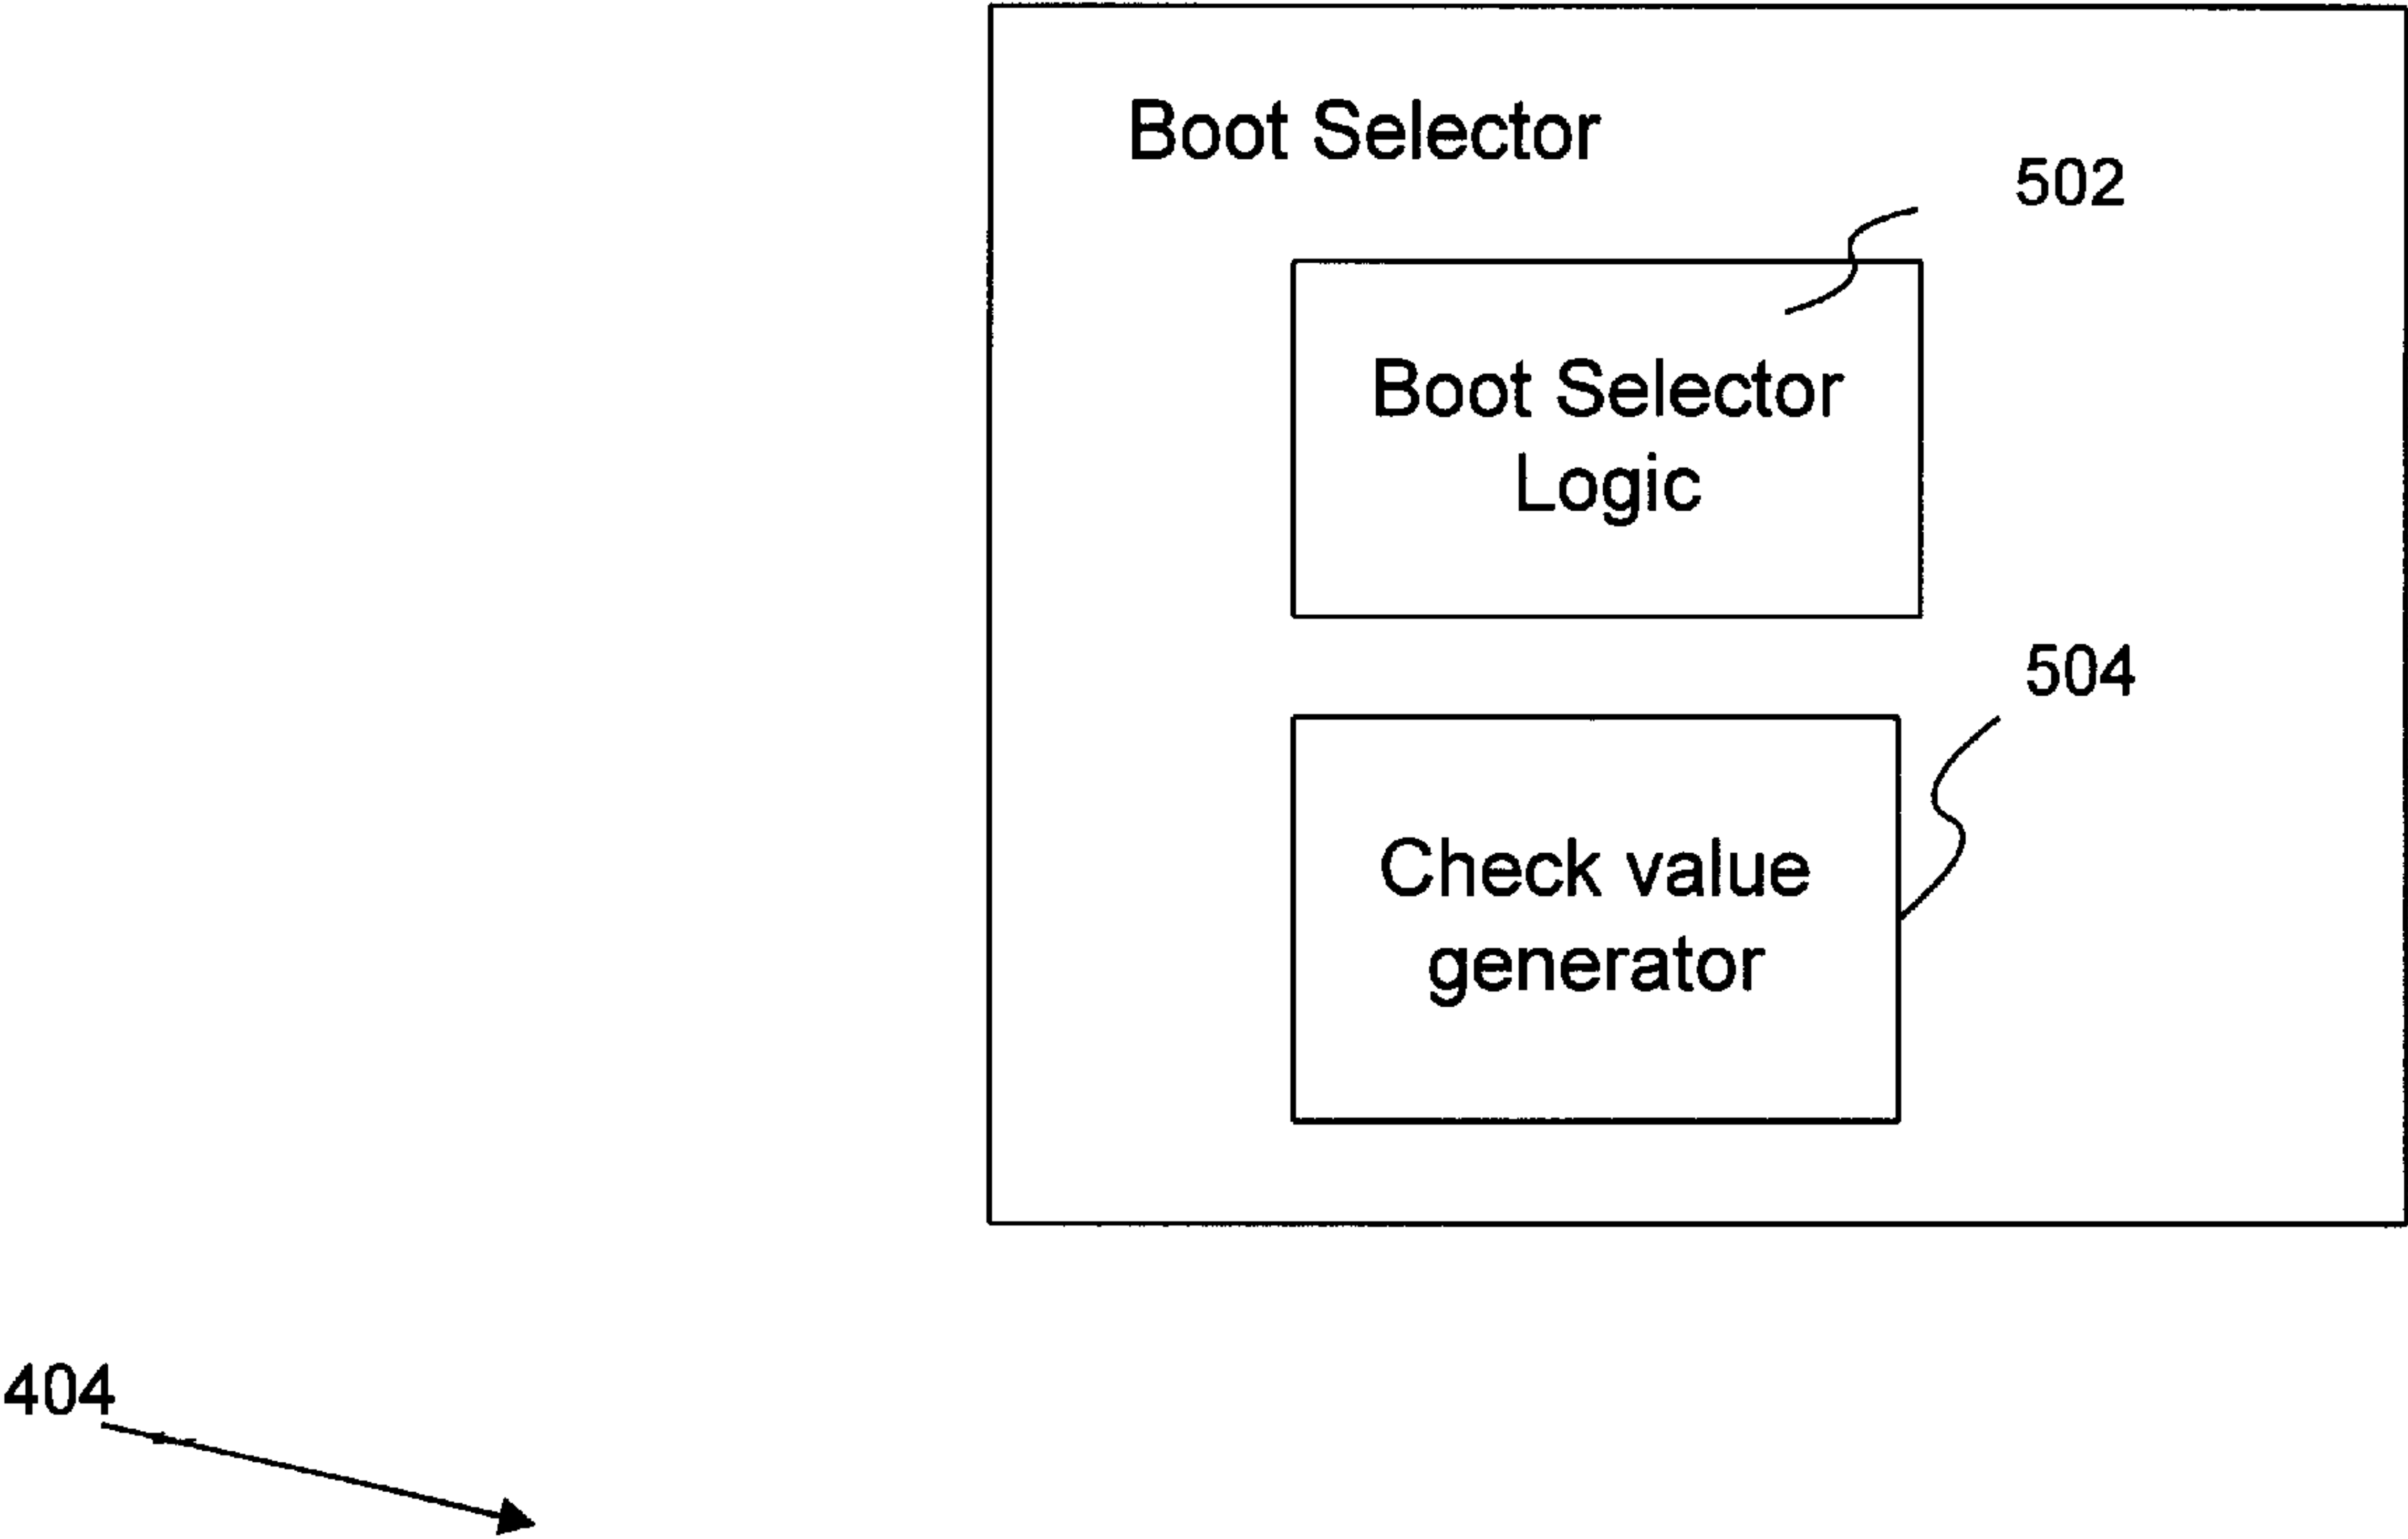 Boot Selector
502
Boot Selector
Logic
504
Check value
generator
404